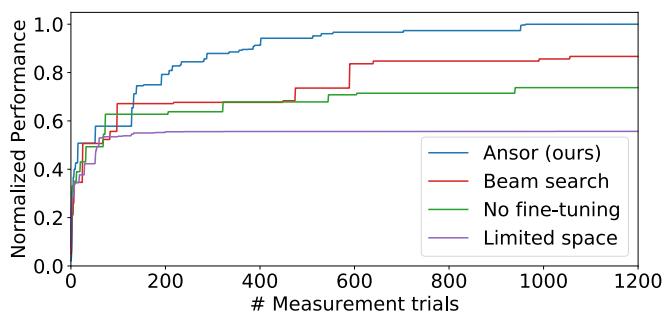 1.0
0.8
0.6
0.4
0.2
0.0
Normalized Performance
Ansor (ours)
Beam search
No fine-tuning
Limited space
0 200 400 600 800 1000 1200
# Measurement trials